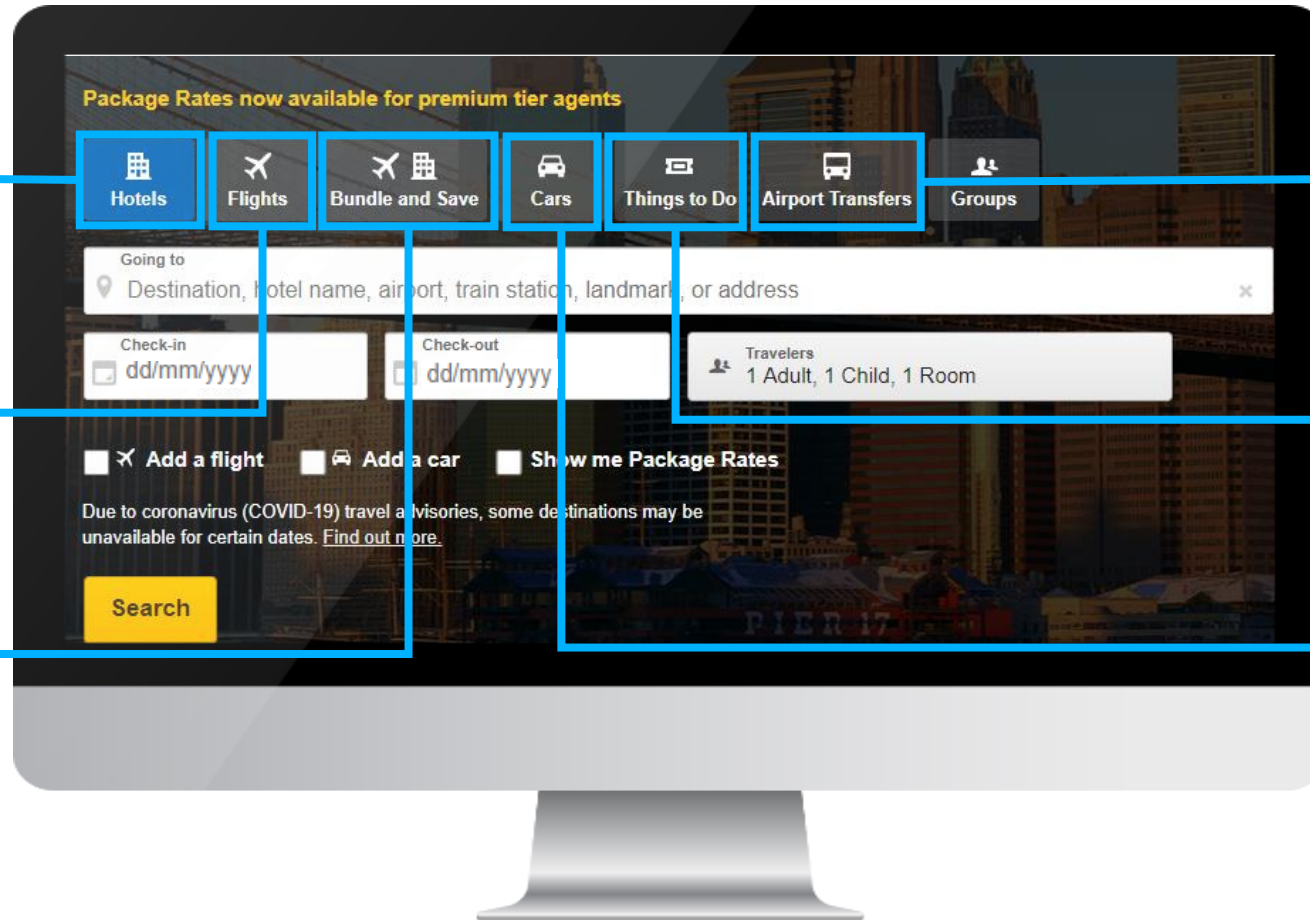 Package Rates now available for premium tier agents
Hotels
Flights
Bundle and Save
Cars
Things to Do
Airport Transfers
Groups
Going to
Destination, hotel name, airport, train station, landmark, or address
Check-in
dd/mm/yyyy
Check-out
dd/mm/yyyy
Travelers
1 Adult, 1 Child, 1 Room
Add a flight
Add a car
Show me Package Rates
Due to coronavirus (COVID-19) travel advisories, some destinations may be
unavailable for certain dates. Find out more.
Search
PIER 17